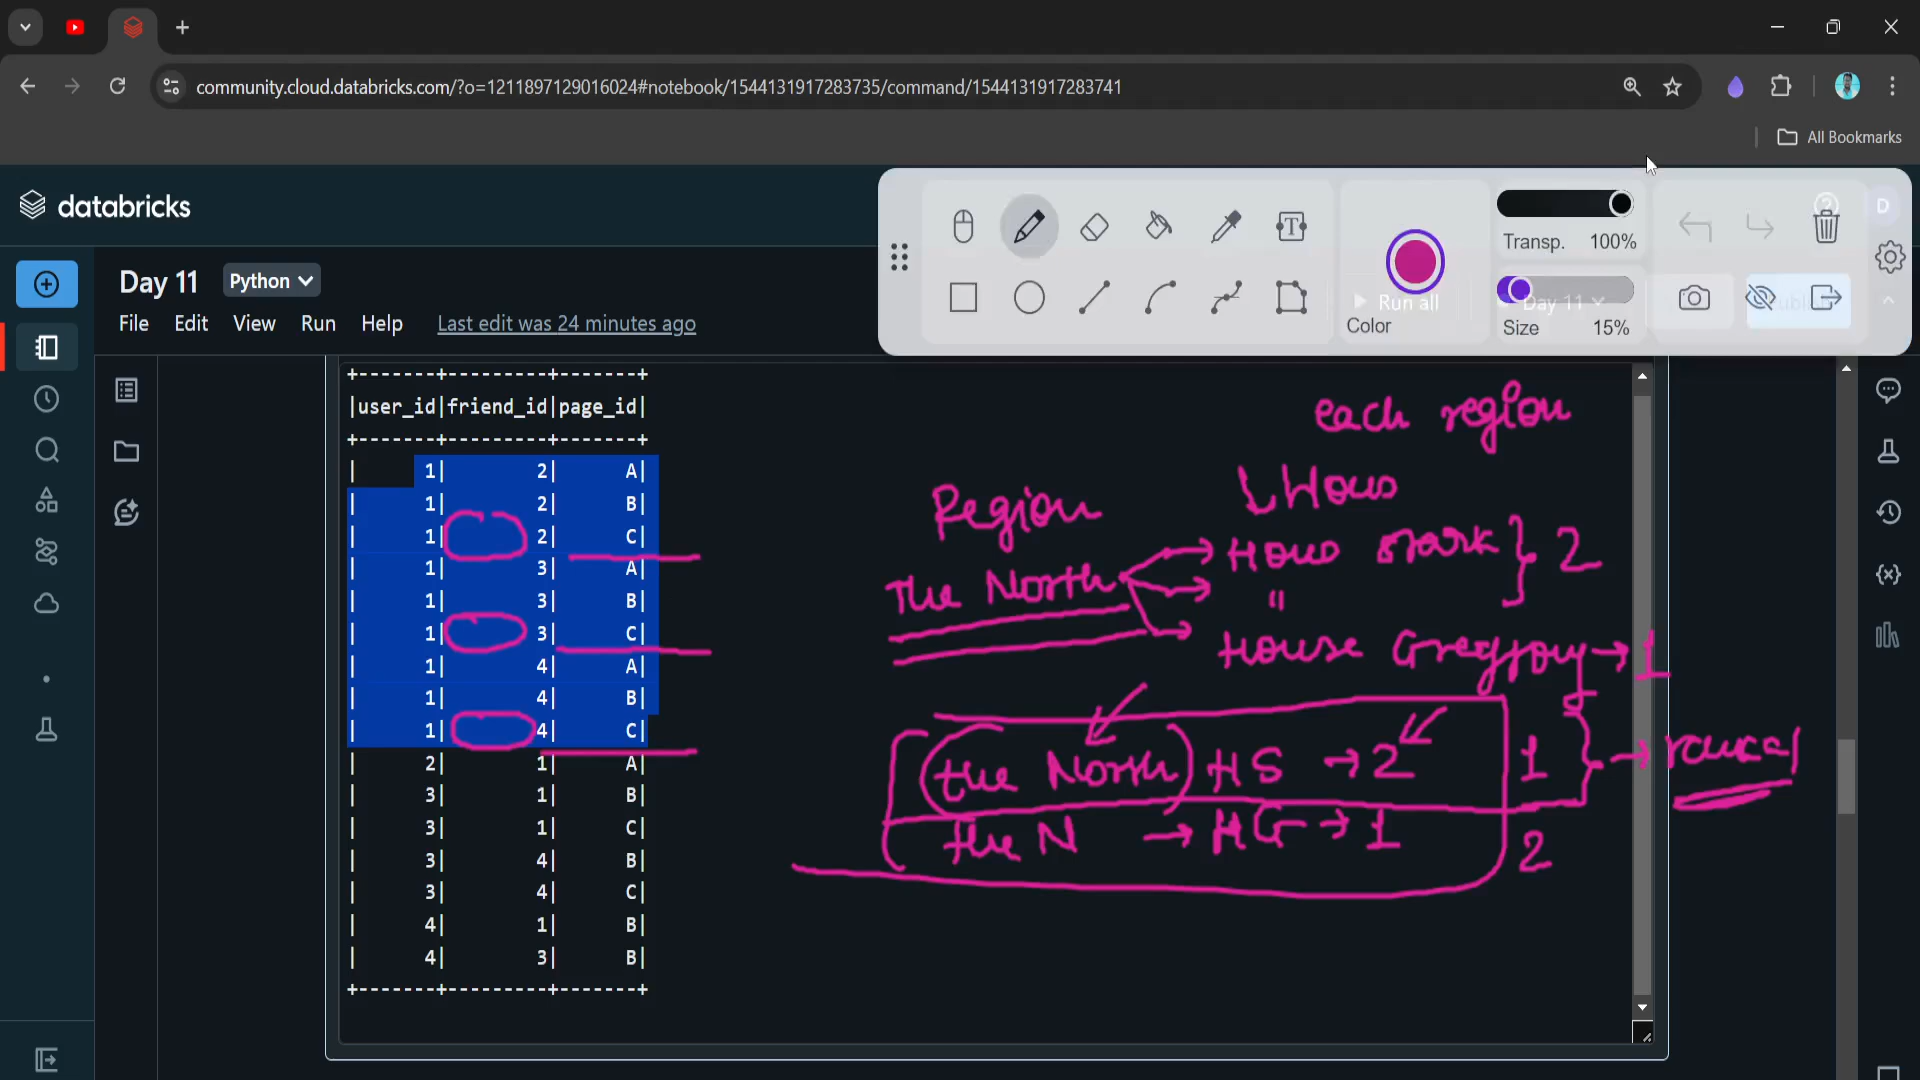 community.cloud.databricks.com/?o=1211897129016024#notebook/1544131917283735/command/1544131917283741
All Bookmarks
databricks
D
Day 11
Python
File Edit View Run Help Last edit was 24 minutes ago
Transp. 100%
Run all
Color
Day 11
Size 15%
+-------+---------+-------+
|user_id|friend_id|page_id|
+-------+---------+-------+
| 1| 2| A|
| 1| 2| B|
| 1| 2| C|
| 1| 3| A|
| 1| 3| B|
| 1| 3| C|
| 1| 4| A|
| 1| 4| B|
| 1| 4| C|
| 2| 1| A|
| 3| 1| B|
| 3| 1| C|
| 3| 4| B|
| 3| 4| C|
| 4| 1| B|
| 4| 3| B|
+-------+---------+-------+
each region
Hous
Region
The North → Hous stark } 2
→ "
→ House → 1
(the North) HS → 2 1 } →
the N → HG → 1 2